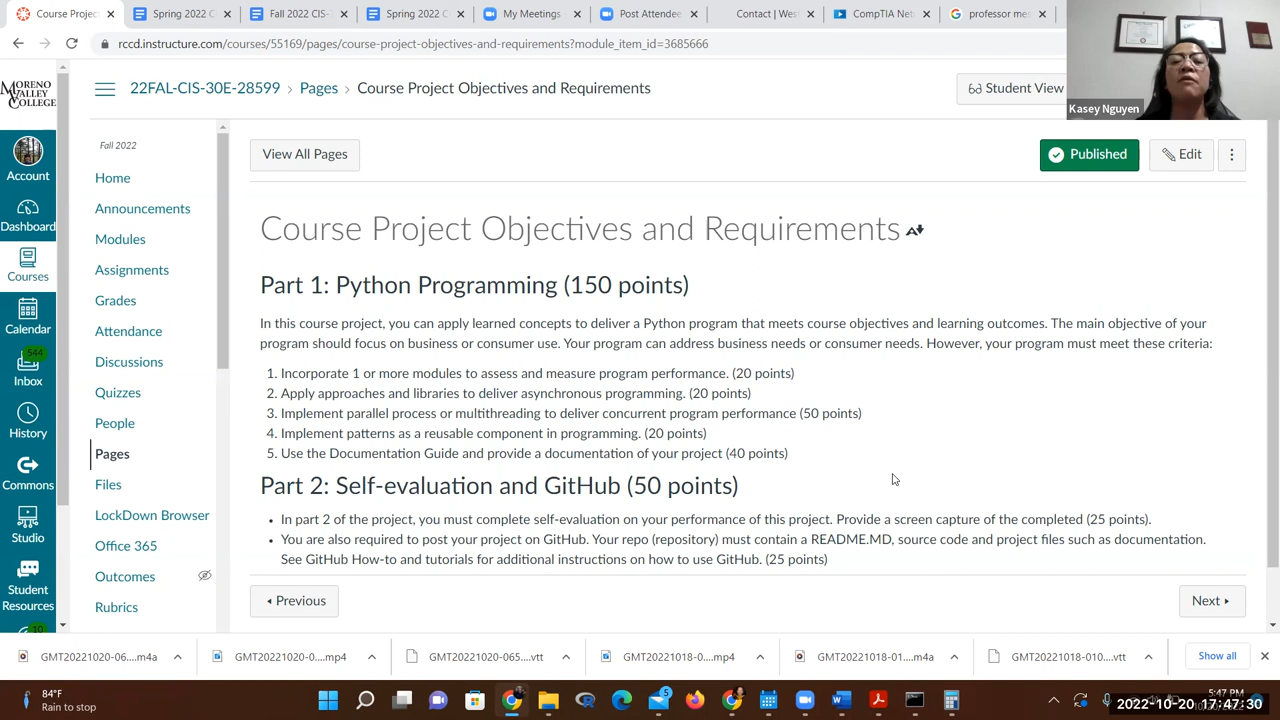 Course Projec
Spring 2022 C
Fall 2022 CIS-
Spring 2022
My Meetings
Post Attendee
Contact | Wes
CompTIA Net
professor me
rccd.instructure.com/courses/55169/pages/course-project-objectives-and-requirements?module_item_id=3685666
MORENO
VALLEY
COLLEGE
22FAL-CIS-30E-28599 › Pages › Course Project Objectives and Requirements
Student View
Kasey Nguyen
Account
Dashboard
Courses
Calendar
544
Inbox
History
Commons
Studio
Student
Resources
10
Fall 2022
Home
Announcements
Modules
Assignments
Grades
Attendance
Discussions
Quizzes
People
Pages
Files
LockDown Browser
Office 365
Outcomes
Rubrics
View All Pages
Published
Edit
Course Project Objectives and Requirements
Part 1: Python Programming (150 points)
In this course project, you can apply learned concepts to deliver a Python program that meets course objectives and learning outcomes. The main objective of your
program should focus on business or consumer use. Your program can address business needs or consumer needs. However, your program must meet these criteria:
1. Incorporate 1 or more modules to assess and measure program performance. (20 points)
2. Apply approaches and libraries to deliver asynchronous programming. (20 points)
3. Implement parallel process or multithreading to deliver concurrent program performance (50 points)
4. Implement patterns as a reusable component in programming. (20 points)
5. Use the Documentation Guide and provide a documentation of your project (40 points)
Part 2: Self-evaluation and GitHub (50 points)
• In part 2 of the project, you must complete self-evaluation on your performance of this project. Provide a screen capture of the completed (25 points).
• You are also required to post your project on GitHub. Your repo (repository) must contain a README.MD, source code and project files such as documentation.
See GitHub How-to and tutorials for additional instructions on how to use GitHub. (25 points)
Previous
Next
GMT20221020-06....m4a
GMT20221020-0....mp4
GMT20221020-065....vtt
GMT20221018-0....mp4
GMT20221018-01....m4a
GMT20221018-010....vtt
Show all
84°F
Rain to stop
5
5:47 PM
2022-10-20 17:47:30